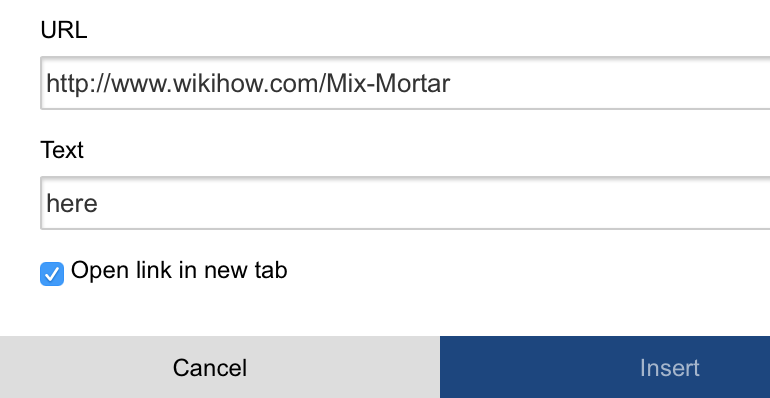 URL
http://www.wikihow.com/Mix-Mortar
Text
here
Open link in new tab
Cancel
Insert